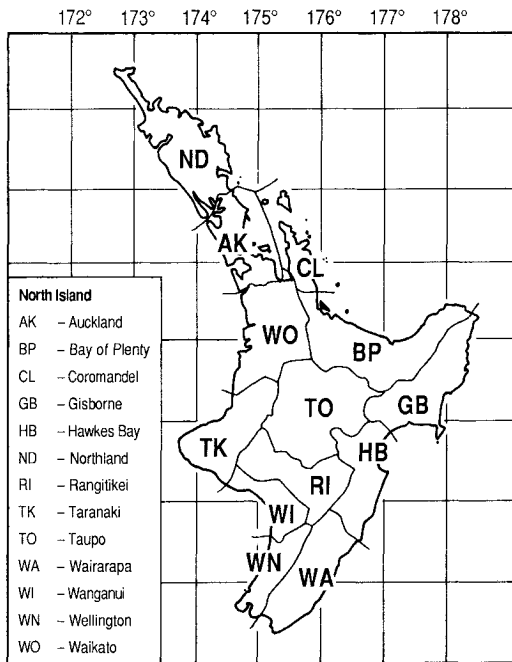 172° 174° 175° 176° 177° 178°
ND
AK
CL
WO
BP
TO
GB
TK
HB
RI
WI
WN
WA
North Island
AK – Auckland
BP – Bay of Plenty
CL – Coromandel
GB – Gisborne
HB – Hawkes Bay
ND – Northland
RI – Rangitikei
TK – Taranaki
TO – Taupo
WA – Wairarapa
WI – Wanganui
WN – Wellington
WO – Waikato